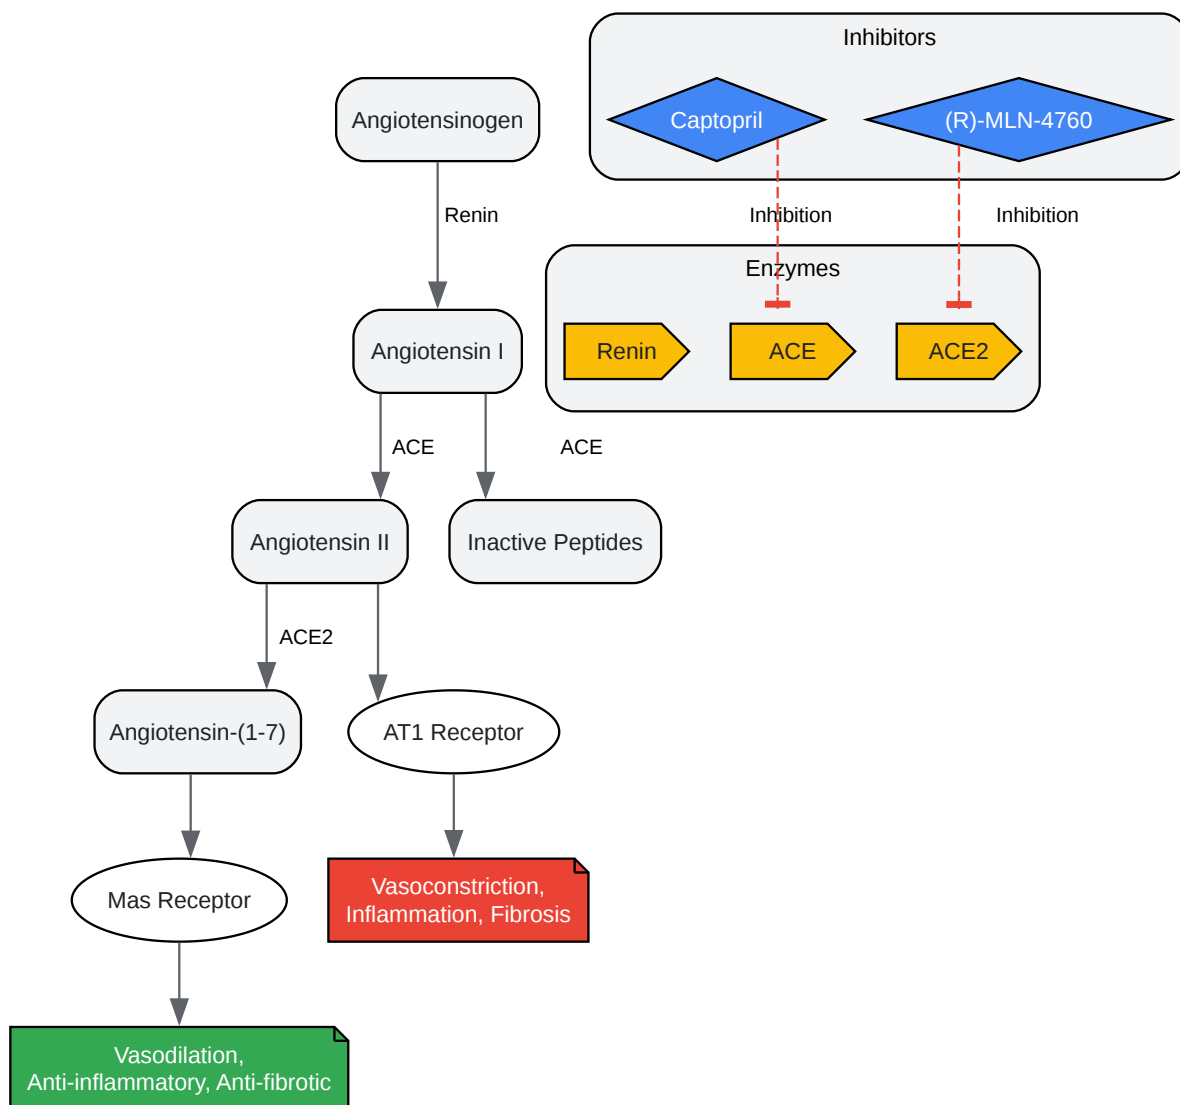 Inhibitors
Angiotensinogen
Captopril
(R)-MLN-4760
Renin
Inhibition
Inhibition
Enzymes
Angiotensin I
Renin
ACE
ACE2
ACE
ACE
Angiotensin II
Inactive Peptides
ACE2
Angiotensin-(1-7)
AT1 Receptor
Mas Receptor
Vasoconstriction,
Inflammation, Fibrosis
Vasodilation,
Anti-inflammatory, Anti-fibrotic